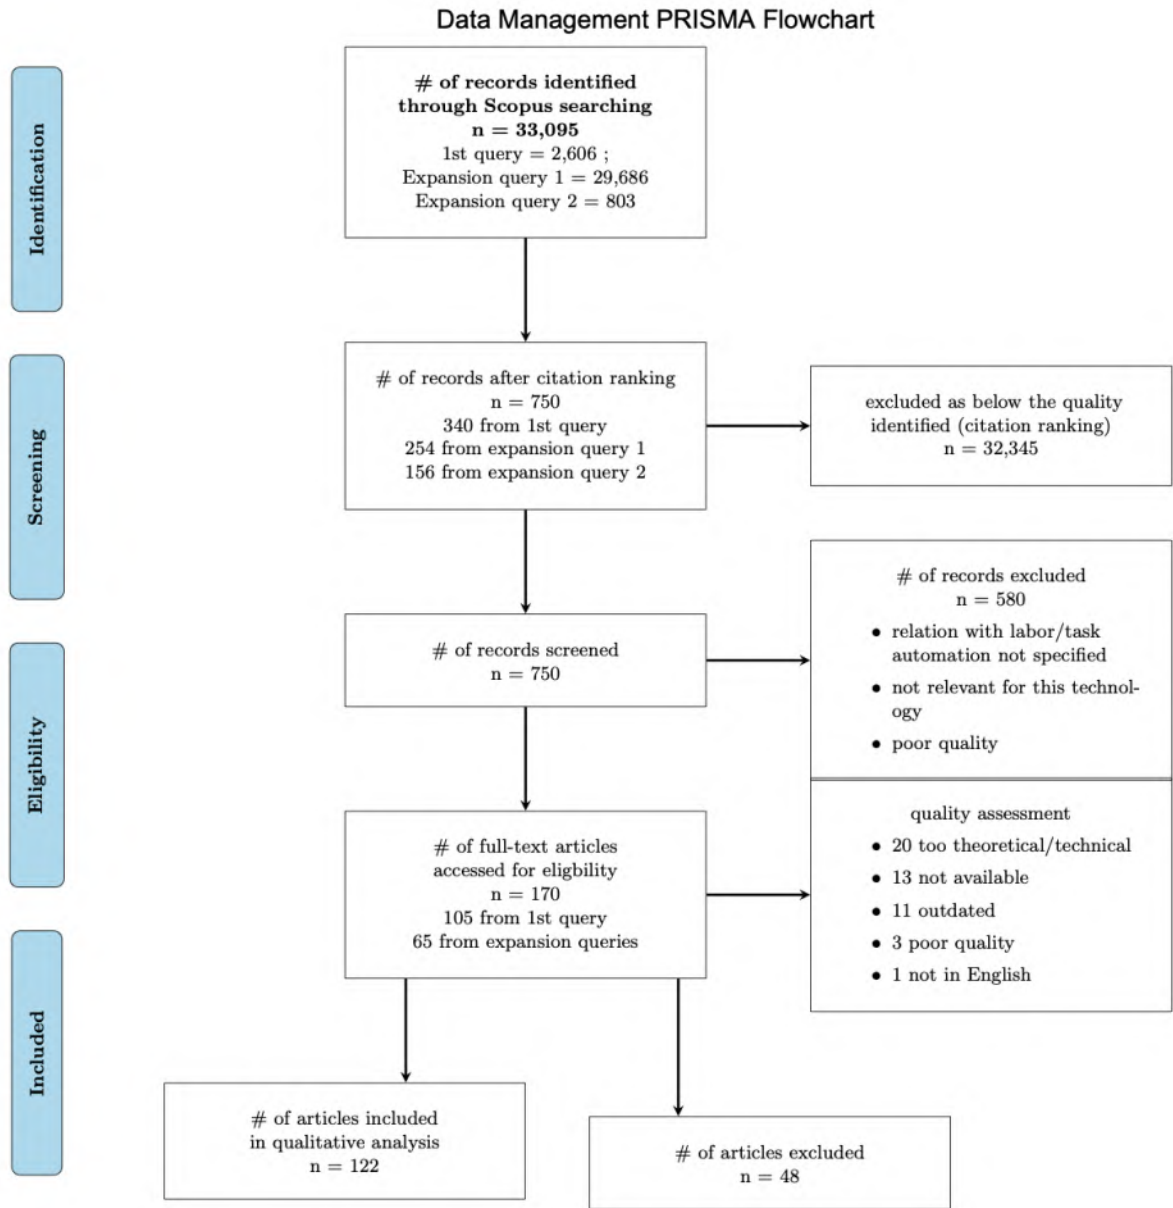 Data Management PRISMA Flowchart
Identification
# of records identified
through Scopus searching
n = 33,095
1st query = 2,606 ;
Expansion query 1 = 29,686
Expansion query 2 = 803
Screening
# of records after citation ranking
n = 750
340 from 1st query
254 from expansion query 1
156 from expansion query 2
excluded as below the quality
identified (citation ranking)
n = 32,345
# of records screened
n = 750
# of records excluded
n = 580
• relation with labor/task
automation not specified
• not relevant for this technol-
ogy
• poor quality
Eligibility
# of full-text articles
accessed for eligbility
n = 170
105 from 1st query
65 from expansion queries
quality assessment
• 20 too theoretical/technical
• 13 not available
• 11 outdated
• 3 poor quality
• 1 not in English
Included
# of articles included
in qualitative analysis
n = 122
# of articles excluded
n = 48